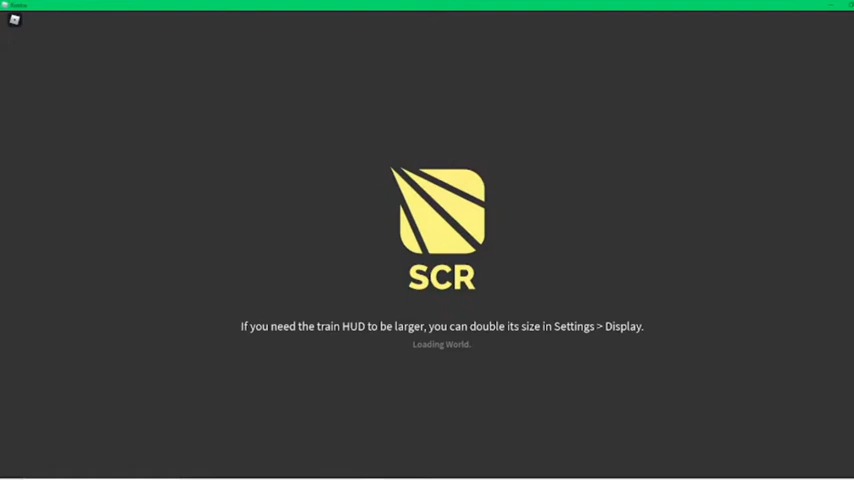 SCR
If you need the train HUD to be larger, you can double its size in Settings > Display.
Loading World.